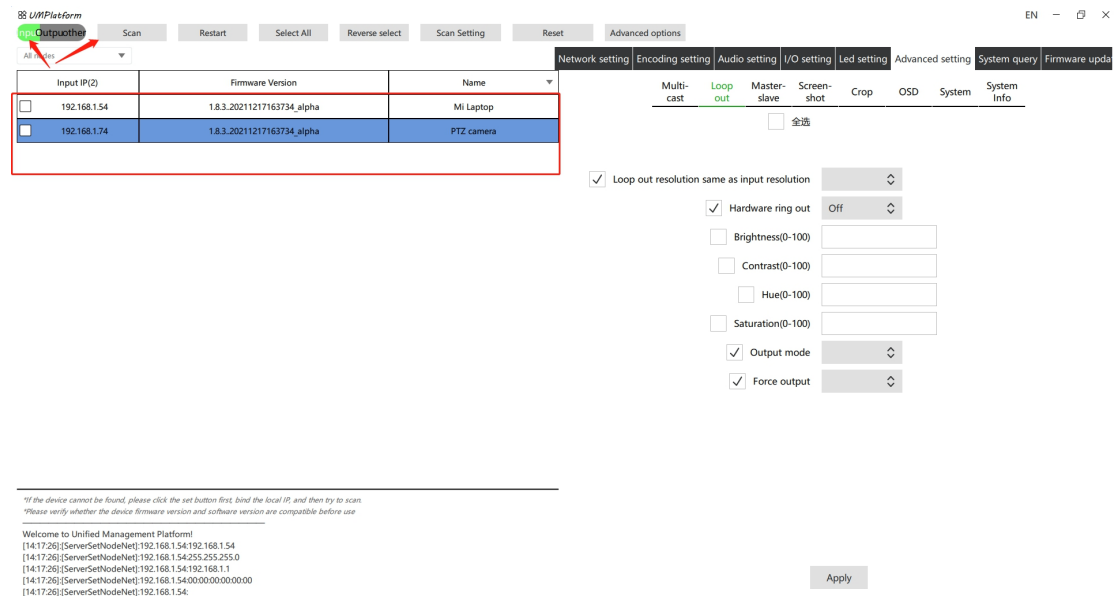 UMPlatform
EN
Input Output other Scan Restart Select All Reverse select Scan Setting Reset Advanced options
All nodes
Network setting Encoding setting Audio setting I/O setting Led setting Advanced setting System query Firmware updat
Input IP(2) Firmware Version Name
192.168.1.54 1.8.3..20211217163734_alpha Mi Laptop
192.168.1.74 1.8.3..20211217163734_alpha PTZ camera
Multi-cast Loop out Master-slave Screen-shot Crop OSD System System Info
全选
Loop out resolution same as input resolution
Hardware ring out Off
Brightness(0-100)
Contrast(0-100)
Hue(0-100)
Saturation(0-100)
Output mode
Force output
*If the device cannot be found, please click the set button first, bind the local IP, and then try to scan.
*Please verify whether the device firmware version and software version are compatible before use
Welcome to Unified Management Platform!
[14:17:26]:[ServerSetNodeNet]:192.168.1.54:192.168.1.54
[14:17:26]:[ServerSetNodeNet]:192.168.1.54:255.255.255.0
[14:17:26]:[ServerSetNodeNet]:192.168.1.54:192.168.1.1
[14:17:26]:[ServerSetNodeNet]:192.168.1.54:00:00:00:00:00:00
[14:17:26]:[ServerSetNodeNet]:192.168.1.54:
Apply